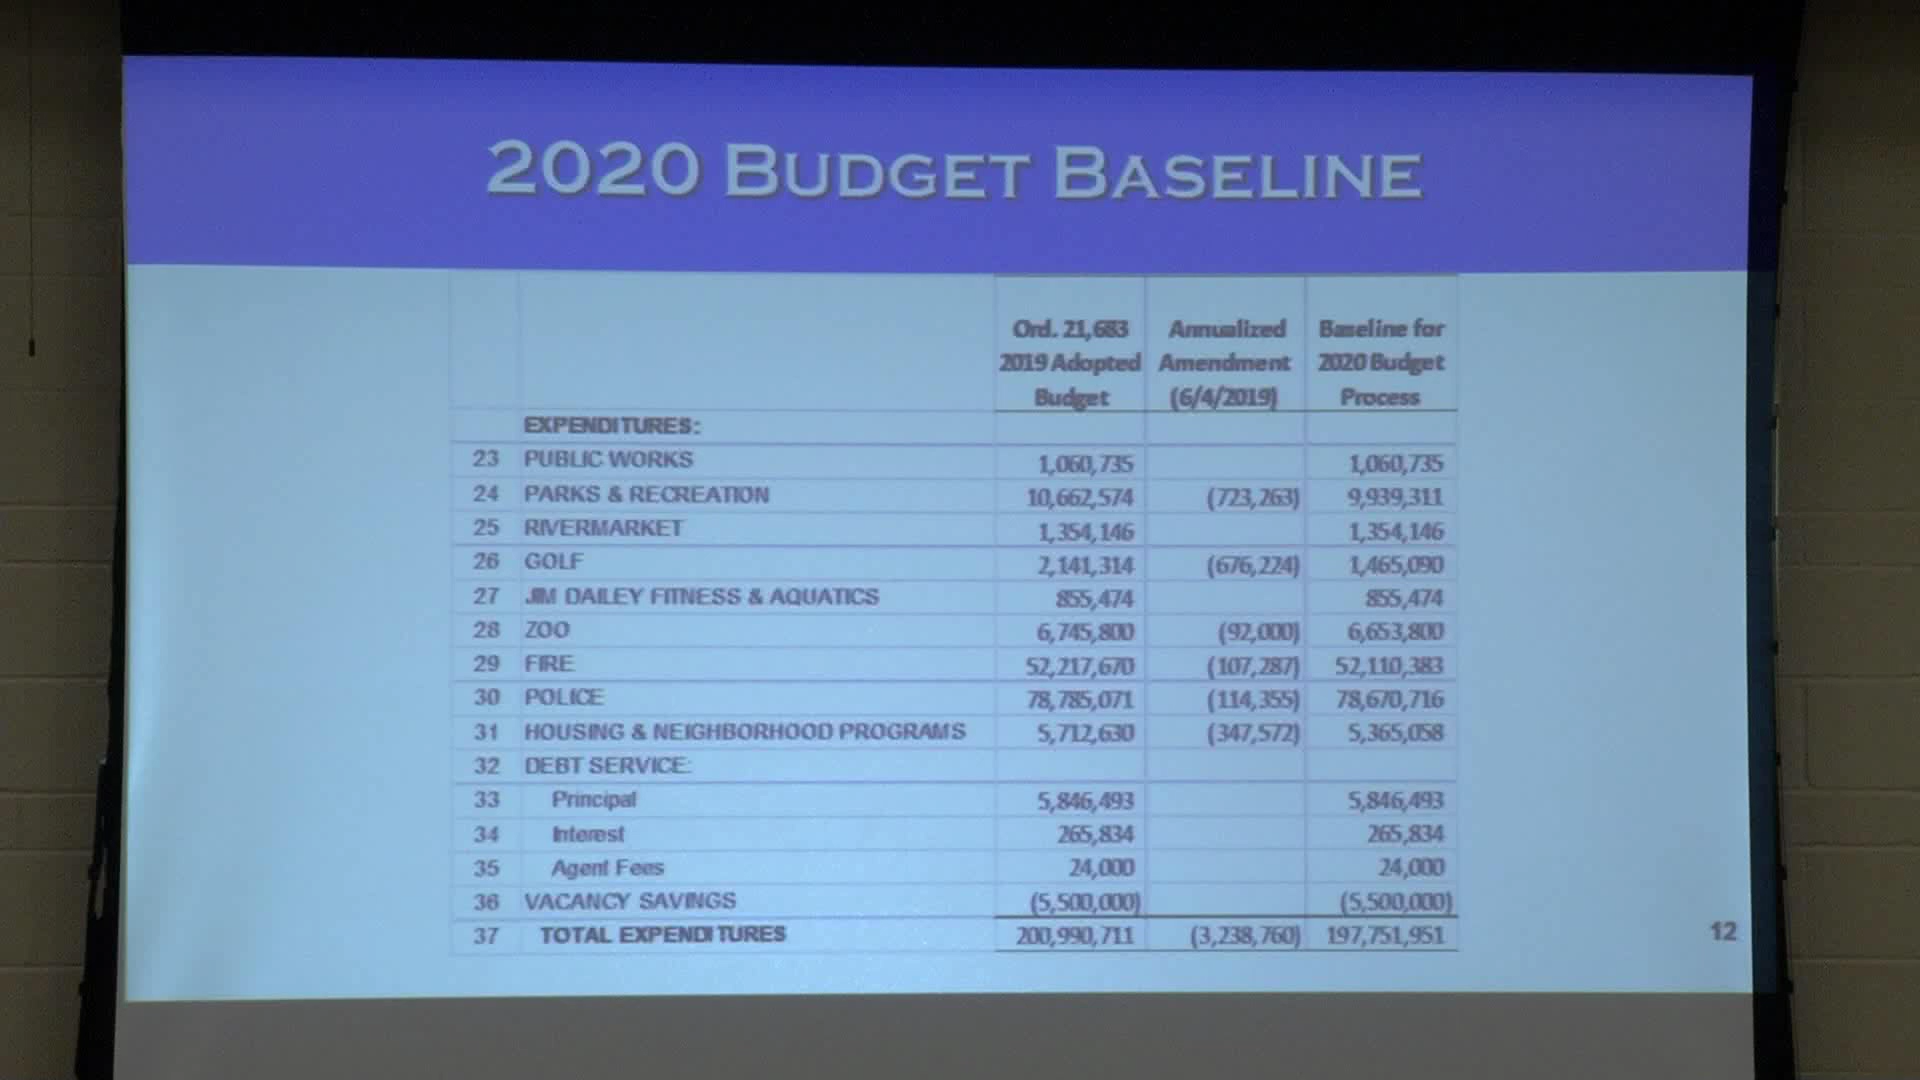 2020 BUDGET BASELINE
Ord. 21,683 Annualized Baseline for
2019 Adopted Amendment 2020 Budget
Budget (6/4/2019) Process
EXPENDITURES:
23 PUBLIC WORKS 1,060,735 1,060,735
24 PARKS & RECREATION 10,662,574 (723,263) 9,939,311
25 RIVERMARKET 1,354,146 1,354,146
26 GOLF 2,141,314 (676,224) 1,465,090
27 JIM DAILEY FITNESS & AQUATICS 855,474 855,474
28 ZOO 6,745,800 (92,000) 6,653,800
29 FIRE 52,217,670 (107,287) 52,110,383
30 POLICE 78,785,071 (114,355) 78,670,716
31 HOUSING & NEIGHBORHOOD PROGRAMS 5,712,630 (347,572) 5,365,058
32 DEBT SERVICE:
33 Principal 5,846,493 5,846,493
34 Interest 265,834 265,834
35 Agent Fees 24,000 24,000
36 VACANCY SAVINGS (5,500,000) (5,500,000)
37 TOTAL EXPENDITURES 200,990,711 (3,238,760) 197,751,951
12